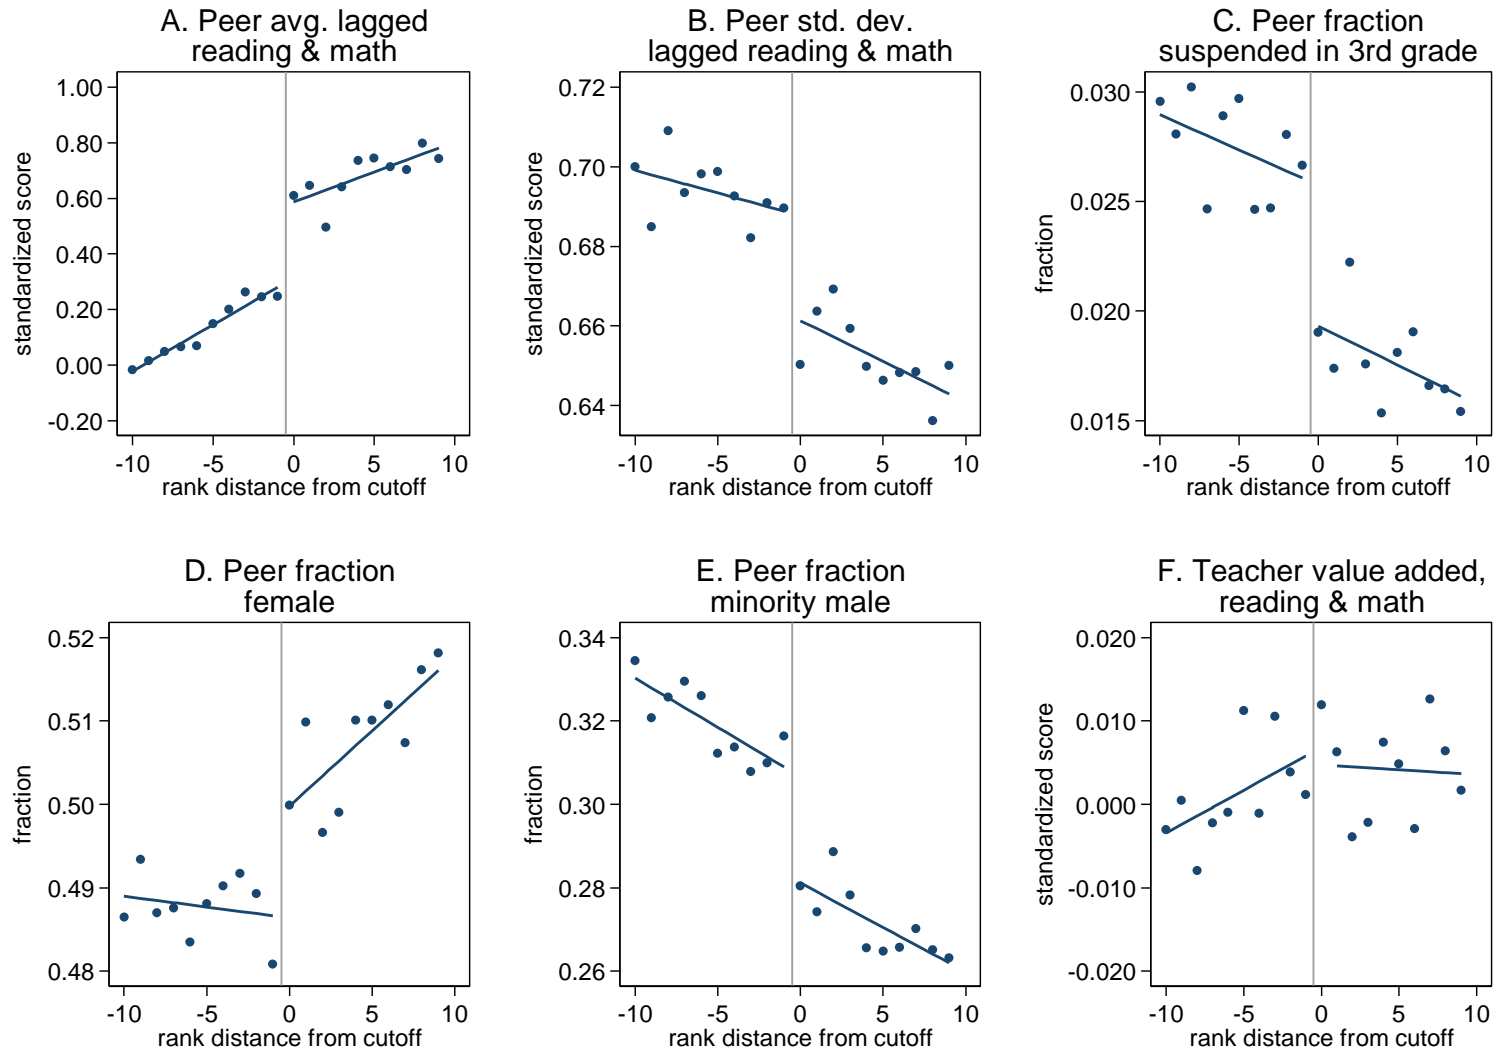 A. Peer avg. lagged
reading & math
standardized score
1.00
0.80
0.60
0.40
0.20
0.00
-0.20
-10
-5
0
5
10
rank distance from cutoff
B. Peer std. dev.
lagged reading & math
standardized score
0.72
0.70
0.68
0.66
0.64
-10
-5
0
5
10
rank distance from cutoff
C. Peer fraction
suspended in 3rd grade
fraction
0.030
0.025
0.020
0.015
-10
-5
0
5
10
rank distance from cutoff
D. Peer fraction
female
fraction
0.52
0.51
0.50
0.49
0.48
-10
-5
0
5
10
rank distance from cutoff
E. Peer fraction
minority male
fraction
0.34
0.32
0.30
0.28
0.26
-10
-5
0
5
10
rank distance from cutoff
F. Teacher value added,
reading & math
standardized score
0.020
0.010
0.000
-0.010
-0.020
-10
-5
0
5
10
rank distance from cutoff